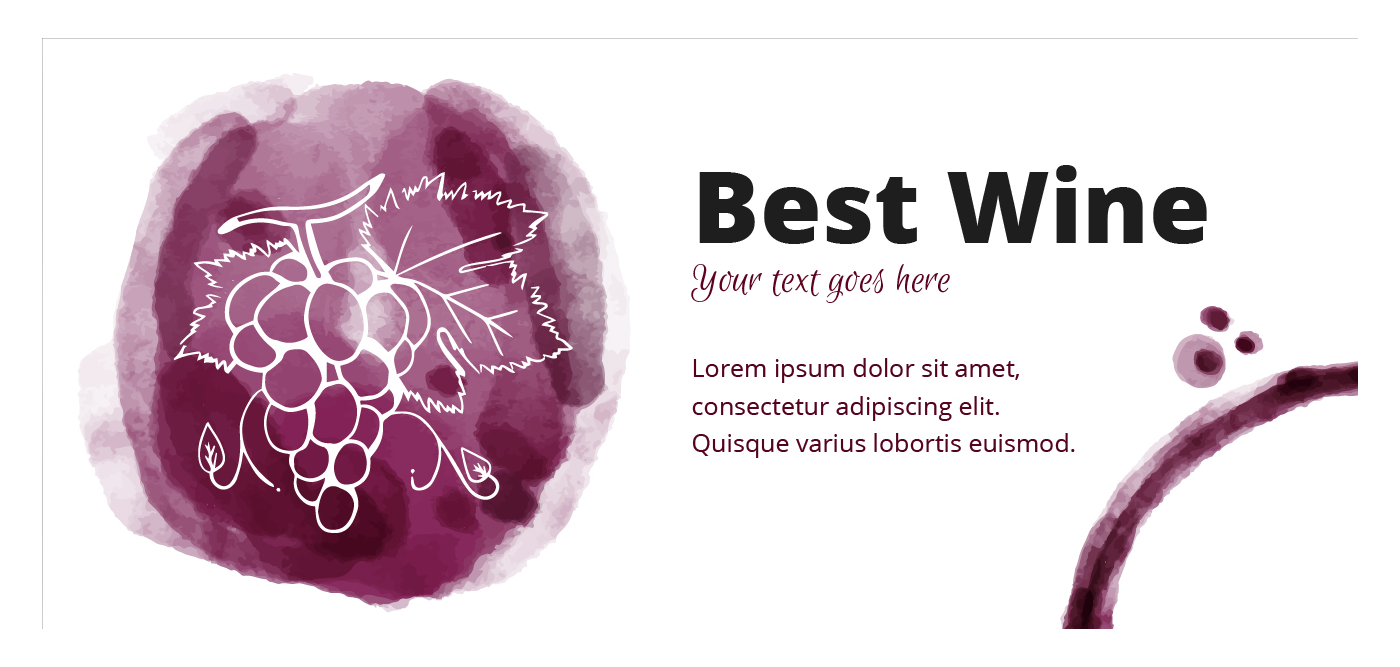 Best Wine
Your text goes here
Lorem ipsum dolor sit amet,
consectetur adipiscing elit.
Quisque varius lobortis euismod.